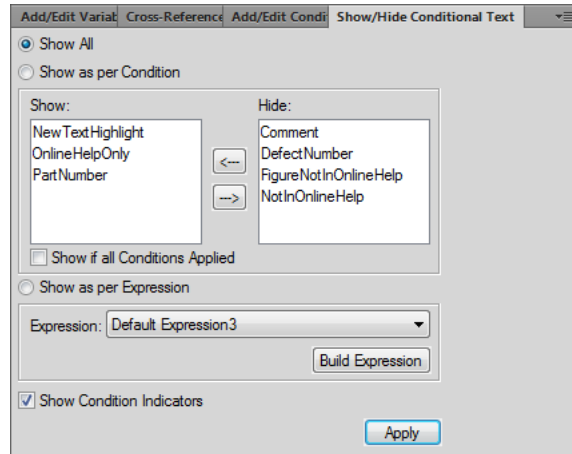 Add/Edit Variab Cross-Reference Add/Edit Condi Show/Hide Conditional Text
Show All
Show as per Condition
Show: Hide:
NewTextHighlight Comment
OnlineHelpOnly DefectNumber
PartNumber FigureNotInOnlineHelp
NotInOnlineHelp
<---
--->
Show if all Conditions Applied
Show as per Expression
Expression: Default Expression3
Build Expression
Show Condition Indicators
Apply